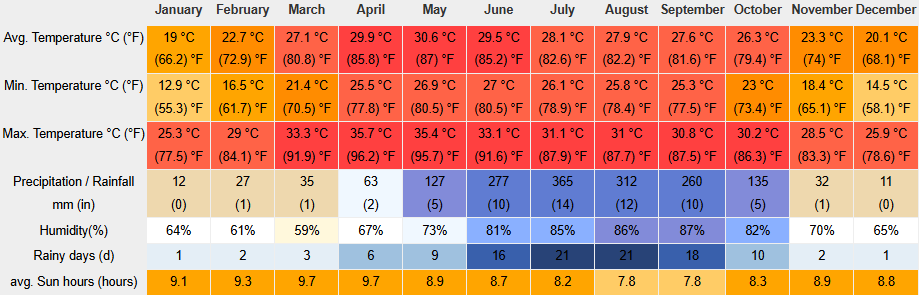 January February March April May June July August September October November December
Avg. Temperature °C (°F) 19 °C 22.7 °C 27.1 °C 29.9 °C 30.6 °C 29.5 °C 28.1 °C 27.9 °C 27.6 °C 26.3 °C 23.3 °C 20.1 °C
(66.2) °F (72.9) °F (80.8) °F (85.8) °F (87) °F (85.2) °F (82.6) °F (82.2) °F (81.6) °F (79.4) °F (74) °F (68.1) °F
Min. Temperature °C (°F) 12.9 °C 16.5 °C 21.4 °C 25.5 °C 26.9 °C 27 °C 26.1 °C 25.8 °C 25.3 °C 23 °C 18.4 °C 14.5 °C
(55.3) °F (61.7) °F (70.5) °F (77.8) °F (80.5) °F (80.5) °F (78.9) °F (78.4) °F (77.5) °F (73.4) °F (65.1) °F (58.1) °F
Max. Temperature °C (°F) 25.3 °C 29 °C 33.3 °C 35.7 °C 35.4 °C 33.1 °C 31.1 °C 31 °C 30.8 °C 30.2 °C 28.5 °C 25.9 °C
(77.5) °F (84.1) °F (91.9) °F (96.2) °F (95.7) °F (91.6) °F (87.9) °F (87.7) °F (87.5) °F (86.3) °F (83.3) °F (78.6) °F
Precipitation / Rainfall 12 27 35 63 127 277 365 312 260 135 32 11
mm (in) (0) (1) (1) (2) (5) (10) (14) (12) (10) (5) (1) (0)
Humidity(%) 64% 61% 59% 67% 73% 81% 85% 86% 87% 82% 70% 65%
Rainy days (d) 1 2 3 6 9 16 21 21 18 10 2 1
avg. Sun hours (hours) 9.1 9.3 9.7 9.7 8.9 8.7 8.2 7.8 7.8 8.3 8.9 8.8